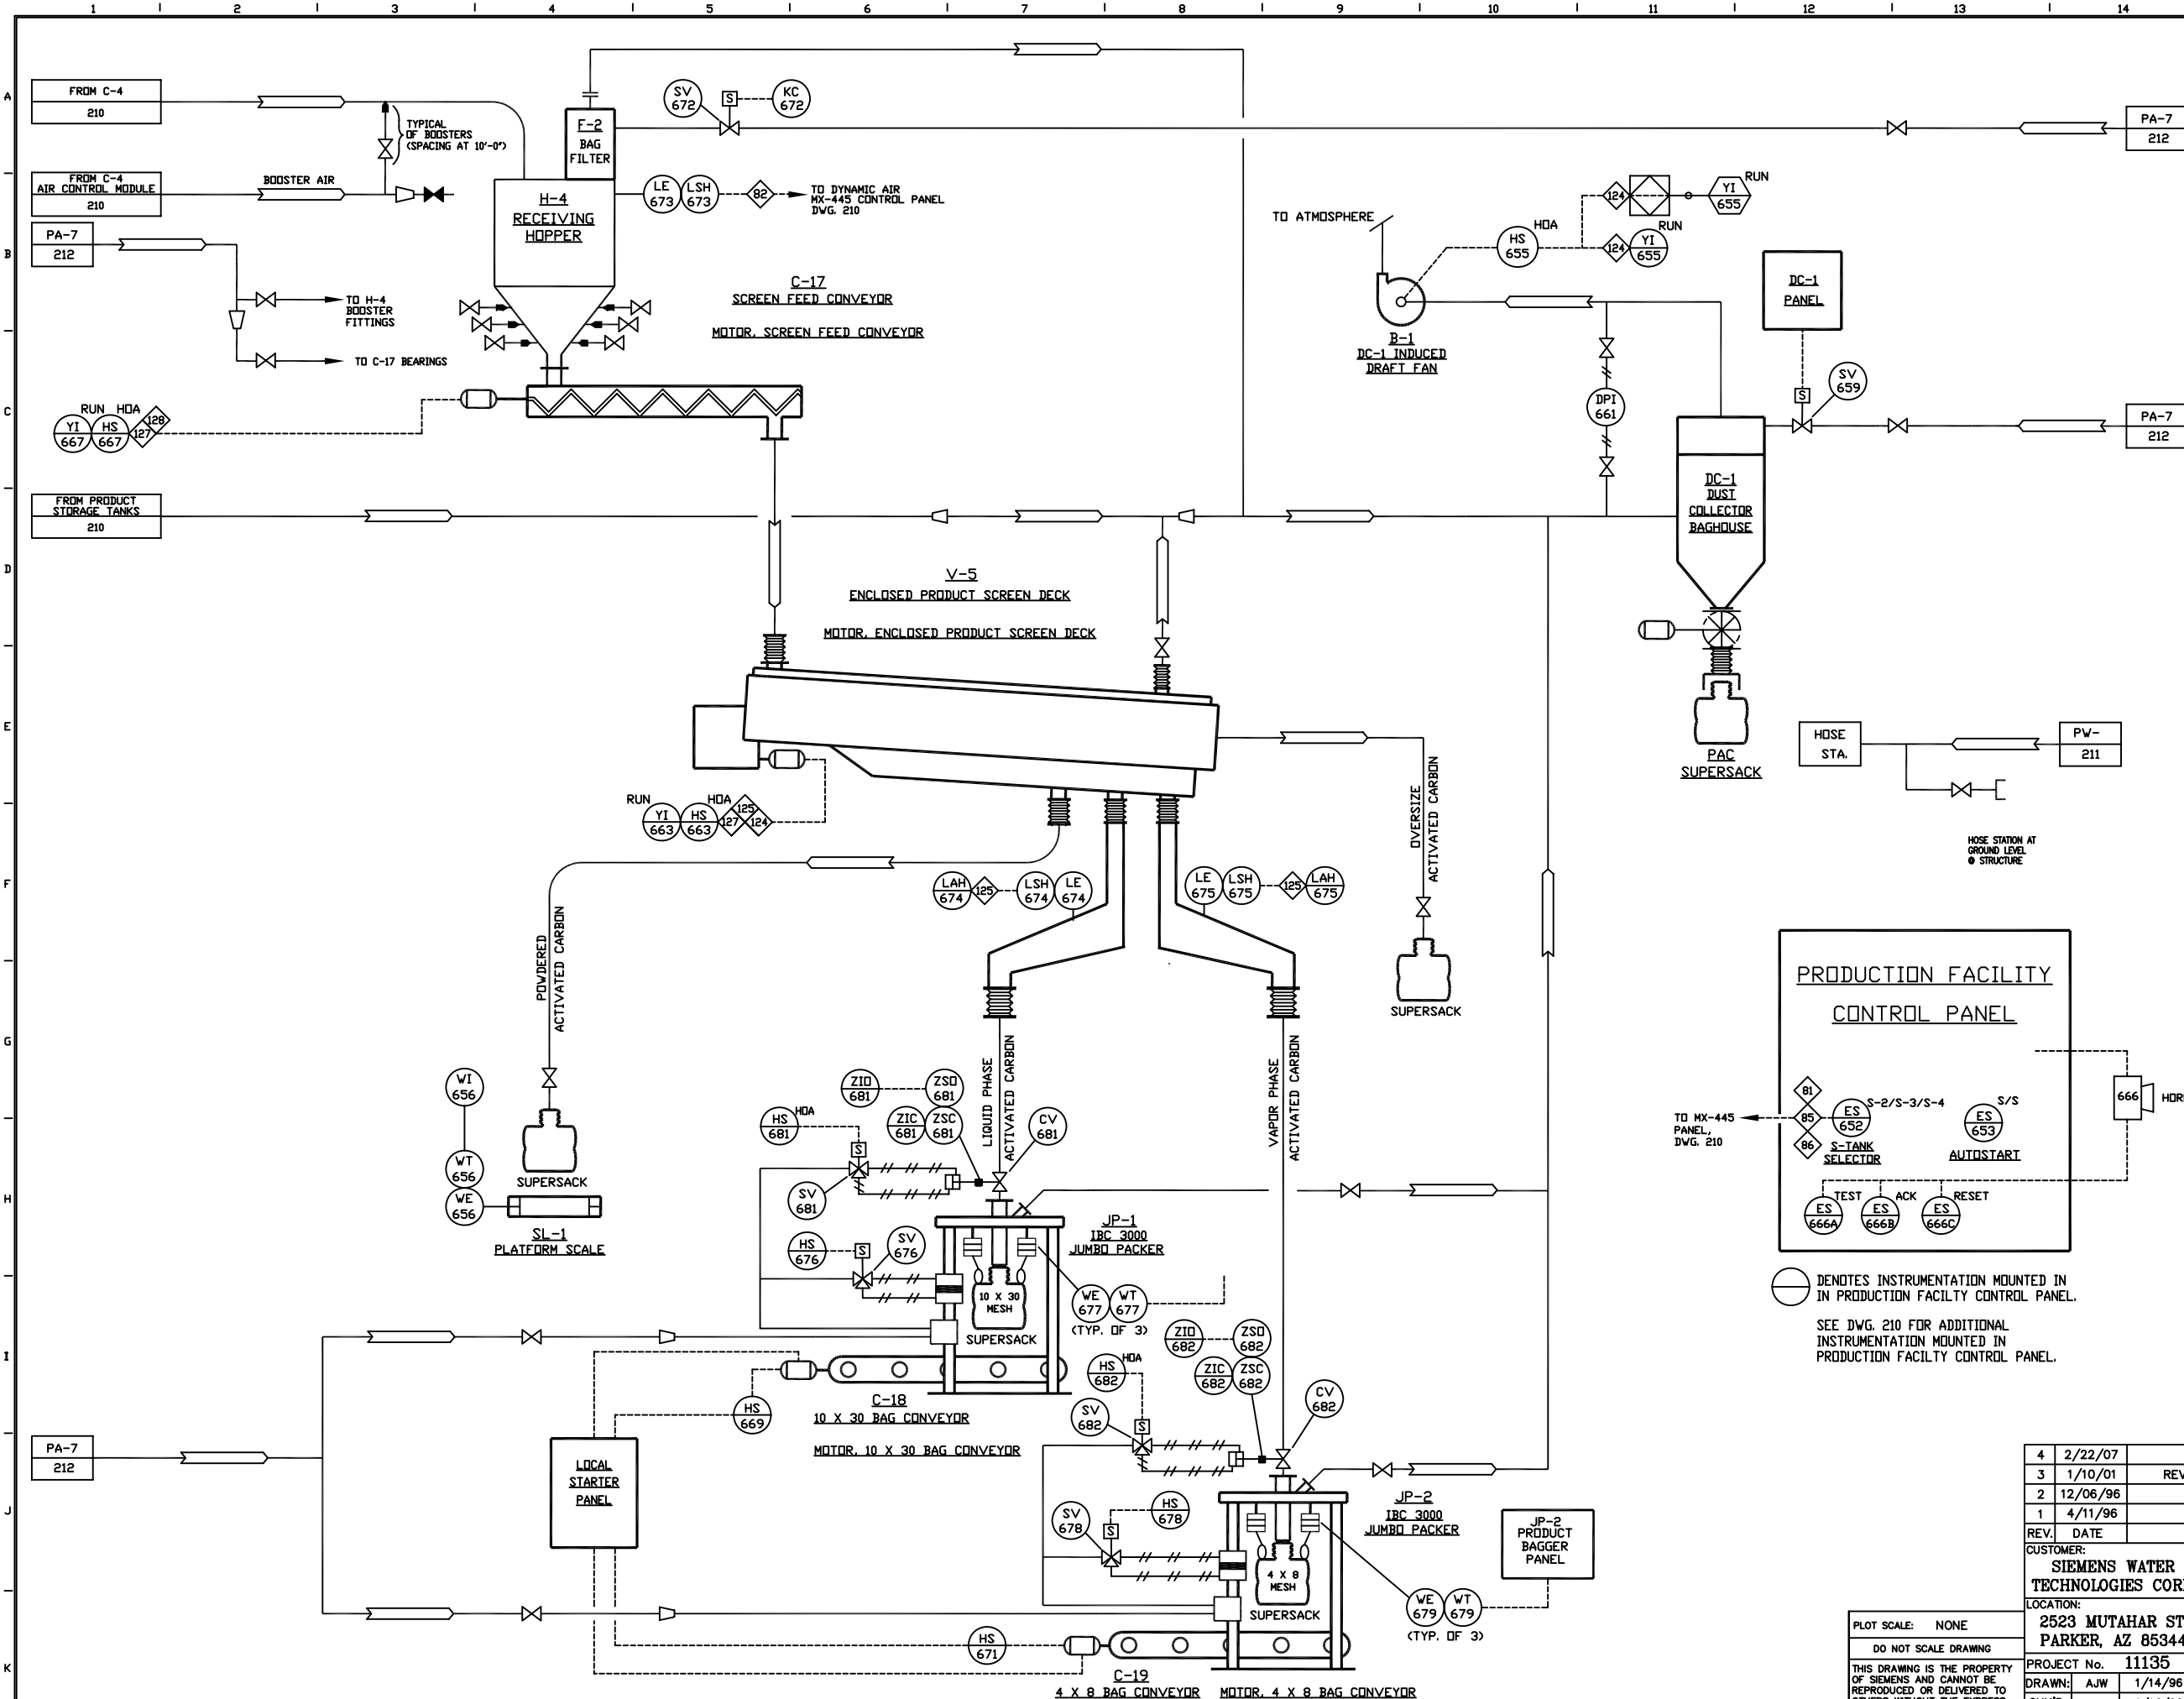 1 2 3 4 5 6 7 8 9 10 11 12 13 14
A
B
C
D
E
F
G
H
I
J
K
FROM C-4
210
TYPICAL
OF BOOSTERS
(SPACING AT 10'-0")
FROM C-4
AIR CONTROL MODULE
210
BOOSTER AIR
PA-7
212
TO H-4
BOOSTER
FITTINGS
TO C-17 BEARINGS
F-2
BAG
FILTER
H-4
RECEIVING
HOPPER
SV
672
S
KC
672
PA-7
212
LE
673
LSH
673
82
TO DYNAMIC AIR
MX-445 CONTROL PANEL
DWG. 210
C-17
SCREEN FEED CONVEYOR
MOTOR, SCREEN FEED CONVEYOR
RUN HOA
YI
667
HS
667
127
128
TO ATMOSPHERE
B-1
DC-1 INDUCED
DRAFT FAN
HOA
HS
655
124
YI
655
RUN
124
YI
655
RUN
DC-1
PANEL
S
SV
659
PA-7
212
DPI
661
DC-1
DUST
COLLECTOR
BAGHOUSE
PAC
SUPERSACK
FROM PRODUCT
STORAGE TANKS
210
V-5
ENCLOSED PRODUCT SCREEN DECK
MOTOR, ENCLOSED PRODUCT SCREEN DECK
RUN HOA
YI
663
HS
663
127
125
124
HOSE
STA.
PW-
211
HOSE STATION AT
GROUND LEVEL
@ STRUCTURE
OVERSIZE
ACTIVATED CARBON
SUPERSACK
LAH
674
125
LSH
674
LE
674
LE
675
LSH
675
125
LAH
675
POWDERED
ACTIVATED CARBON
SUPERSACK
WI
656
WT
656
WE
656
SL-1
PLATFORM SCALE
LIQUID PHASE
ACTIVATED CARBON
VAPOR PHASE
ACTIVATED CARBON
ZIO
681
ZSO
681
ZIC
681
ZSC
681
HS
681
HOA
S
SV
681
CV
681
HS
676
S
SV
676
JP-1
IBC 3000
JUMBO PACKER
10 X 30
MESH
SUPERSACK
WE
677
WT
677
(TYP. OF 3)
C-18
10 X 30 BAG CONVEYOR
MOTOR, 10 X 30 BAG CONVEYOR
HS
669
PA-7
212
LOCAL
STARTER
PANEL
ZIO
682
ZSO
682
ZIC
682
ZSC
682
HS
682
HOA
SV
682
S
CV
682
SV
678
S
HS
678
JP-2
IBC 3000
JUMBO PACKER
4 X 8
MESH
SUPERSACK
JP-2
PRODUCT
BAGGER
PANEL
WE
679
WT
679
(TYP. OF 3)
HS
671
C-19
4 X 8 BAG CONVEYOR
MOTOR, 4 X 8 BAG CONVEYOR
PRODUCTION FACILITY
CONTROL PANEL
TO MX-445
PANEL,
DWG. 210
81
85
86
ES
652
S-2/S-3/S-4
S-TANK
SELECTOR
S/S
ES
653
AUTOSTART
TEST ACK RESET
ES
666A
ES
666B
ES
666C
666
DENOTES INSTRUMENTATION MOUNTED IN
IN PRODUCTION FACILTY CONTROL PANEL.
SEE DWG. 210 FOR ADDITIONAL
INSTRUMENTATION MOUNTED IN
PRODUCTION FACILTY CONTROL PANEL.
4 2/22/07
3 1/10/01
2 12/06/96
1 4/11/96
REV. DATE
CUSTOMER:
SIEMENS WATER
TECHNOLOGIES
LOCATION:
2523 MUTAHAR
PARKER, AZ 85344
PROJECT No. 11135
DRAWN: AJW 1/14/96
PLOT SCALE: NONE
DO NOT SCALE DRAWING
THIS DRAWING IS THE PROPERTY
OF SIEMENS AND CANNOT BE
REPRODUCED OR DELIVERED TO